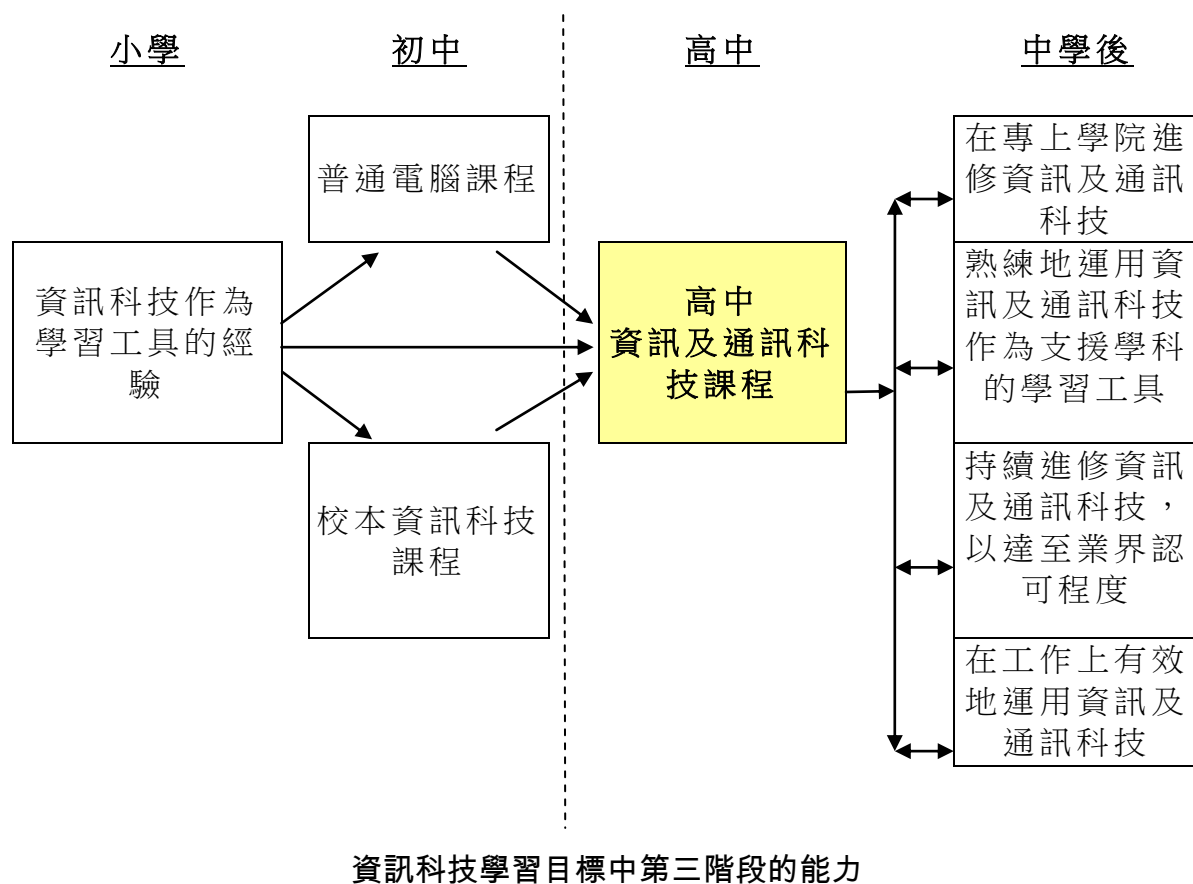 小學
初中
高中
中學後
普通電腦課程
資訊科技作為
學習工具的經
驗
校本資訊科技
課程
高中
資訊及通訊科
技課程
在專上學院進
修資訊及通訊
科技
熟練地運用資
訊及通訊科技
作為支援學科
的學習工具
持續進修資訊
及通訊科技，
以達至業界認
可程度
在工作上有效
地運用資訊及
通訊科技
資訊科技學習目標中第三階段的能力